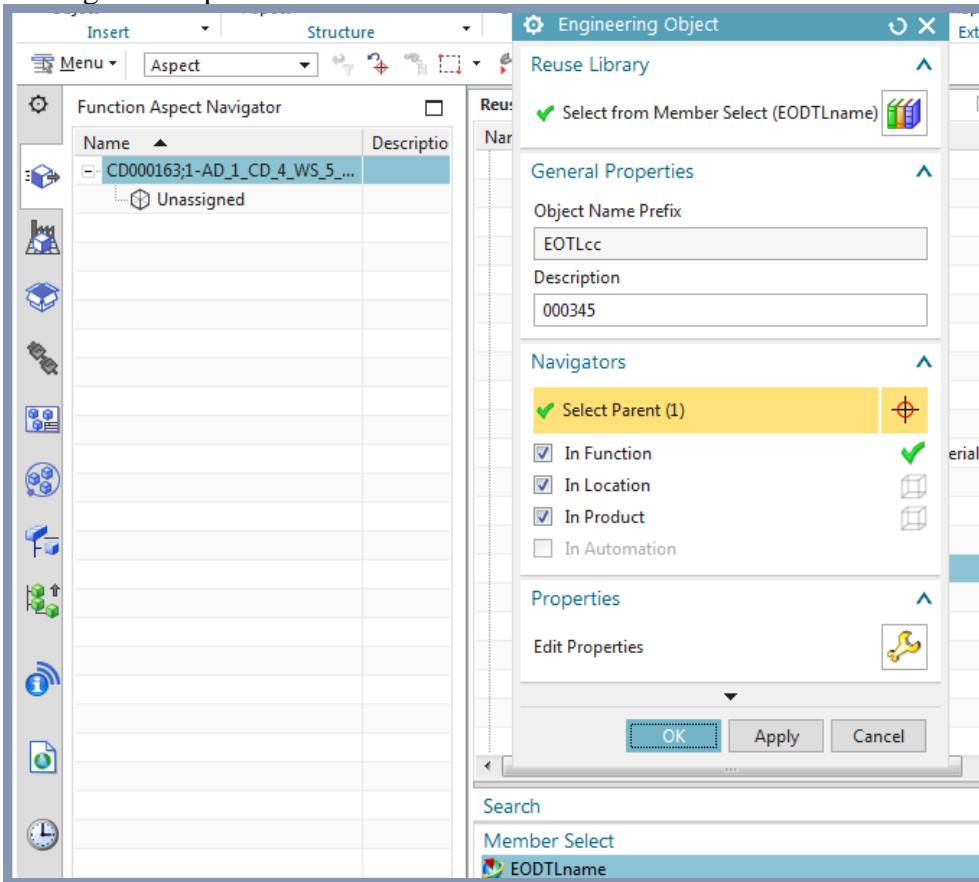 Insert
Structure
Engineering Object
Ext
Menu
Aspect
Reuse Library
Function Aspect Navigator
Reus
Select from Member Select (EODTLname)
Name
Descriptio
Nar
CD000163;1-AD_1_CD_4_WS_5_...
General Properties
Unassigned
Object Name Prefix
EOTLcc
Description
000345
Navigators
Select Parent (1)
In Function
erial
In Location
In Product
In Automation
Properties
Edit Properties
OK
Apply
Cancel
Search
Member Select
EODTLname